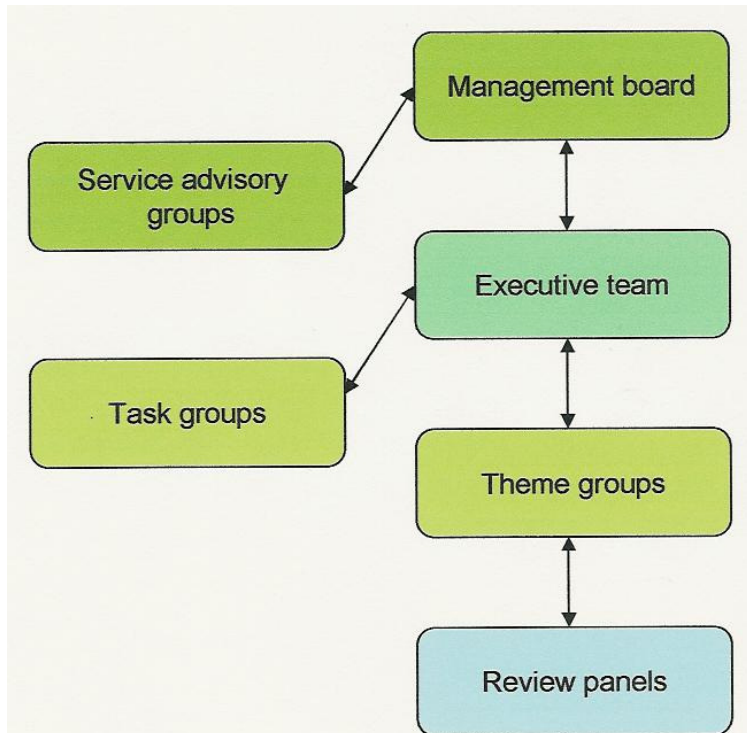 Management board
Service advisory
groups
Executive team
Task groups
Theme groups
Review panels